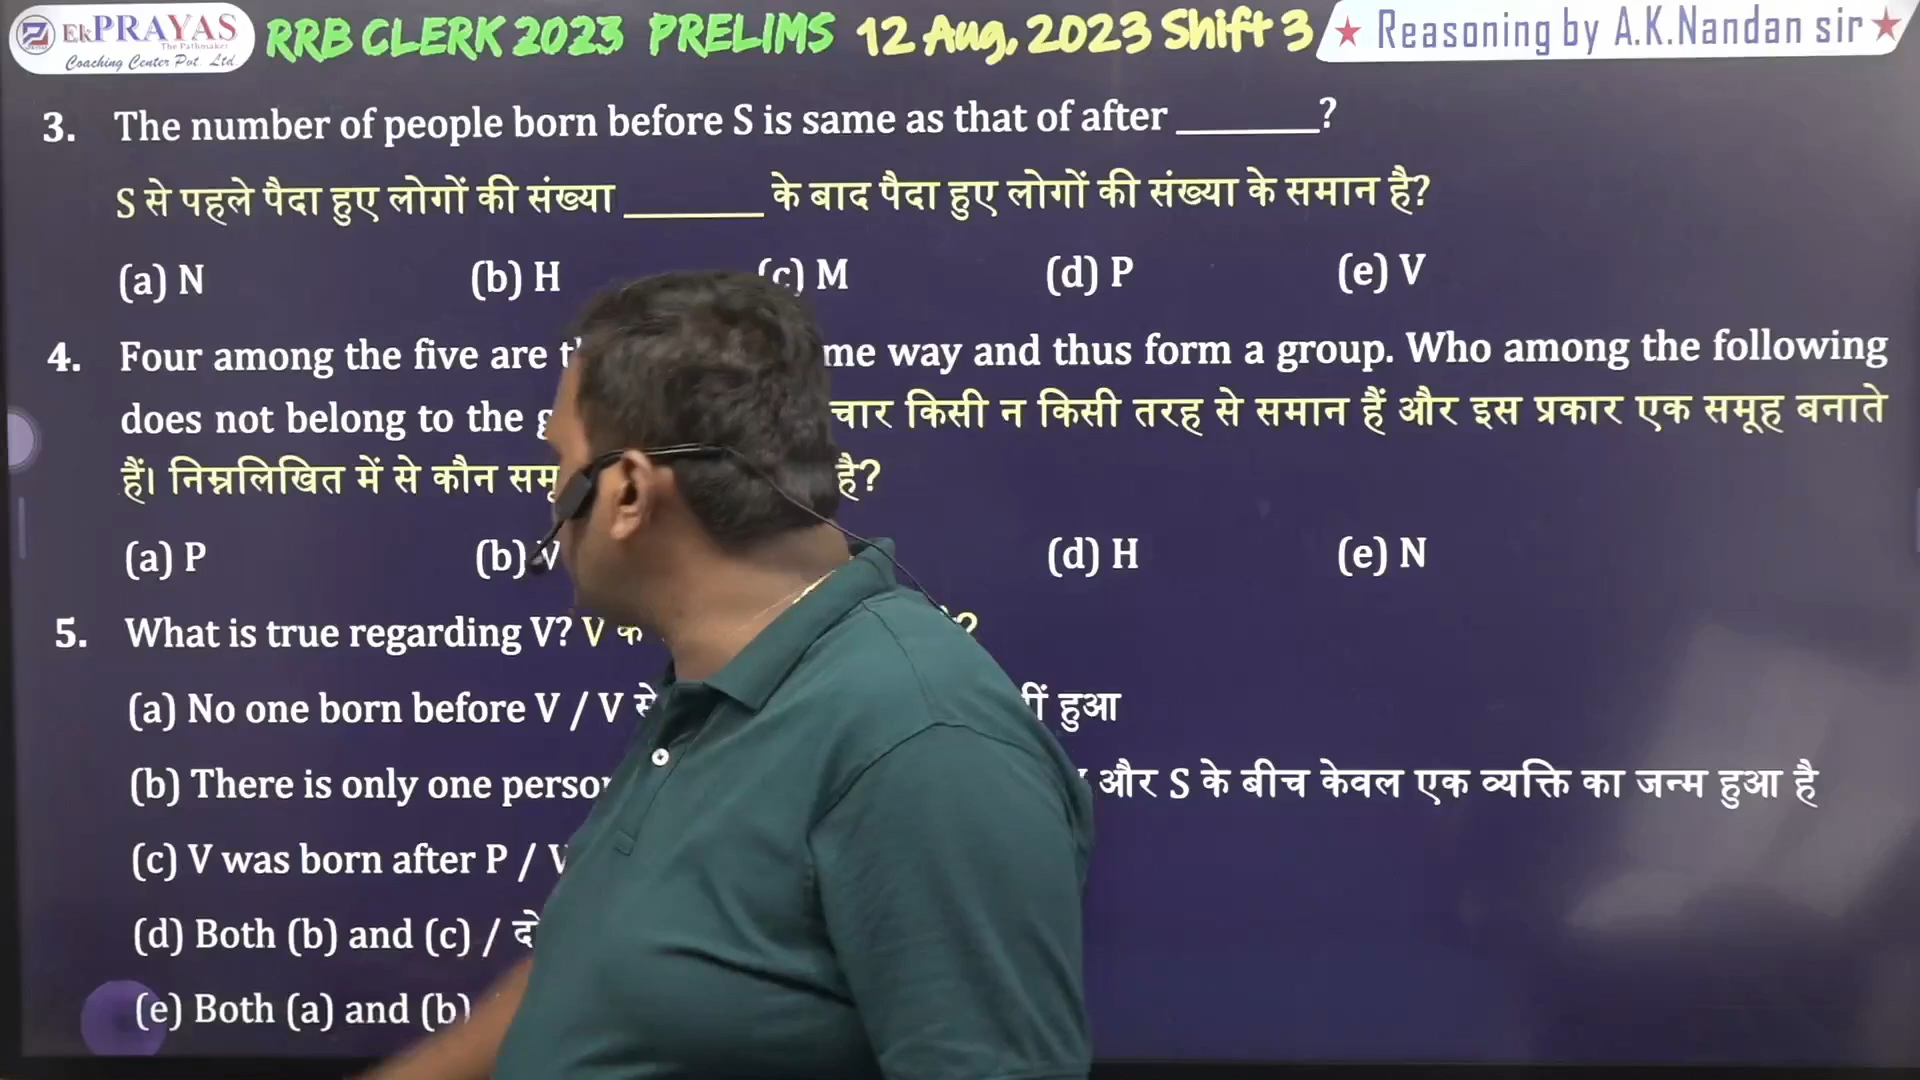 EkPRAYAS
The Pathmaker
Coaching Center Pvt. Ltd.
RRB CLERK 2023 PRELIMS 12 Aug, 2023 Shift 3
★ Reasoning by A.K.Nandan sir ★
3. The number of people born before S is same as that of after ________?
S से पहले पैदा हुए लोगों की संख्या ________ के बाद पैदा हुए लोगों की संख्या के समान है?
(a) N (b) H (c) M (d) P (e) V
4. Four among the five are me way and thus form a group. Who among the following
does not belong to the चार किसी न किसी तरह से समान हैं और इस प्रकार एक समूह बनाते
हैं। निम्नलिखित में से कौन है?
(a) P (b) V (d) H (e) N
5. What is true regarding V? V
(a) No one born before V / V से हुआ
(b) There is only one person और S के बीच केवल एक व्यक्ति का जन्म हुआ है
(c) V was born after P / V
(d) Both (b) and (c) /
(e) Both (a) and (b)